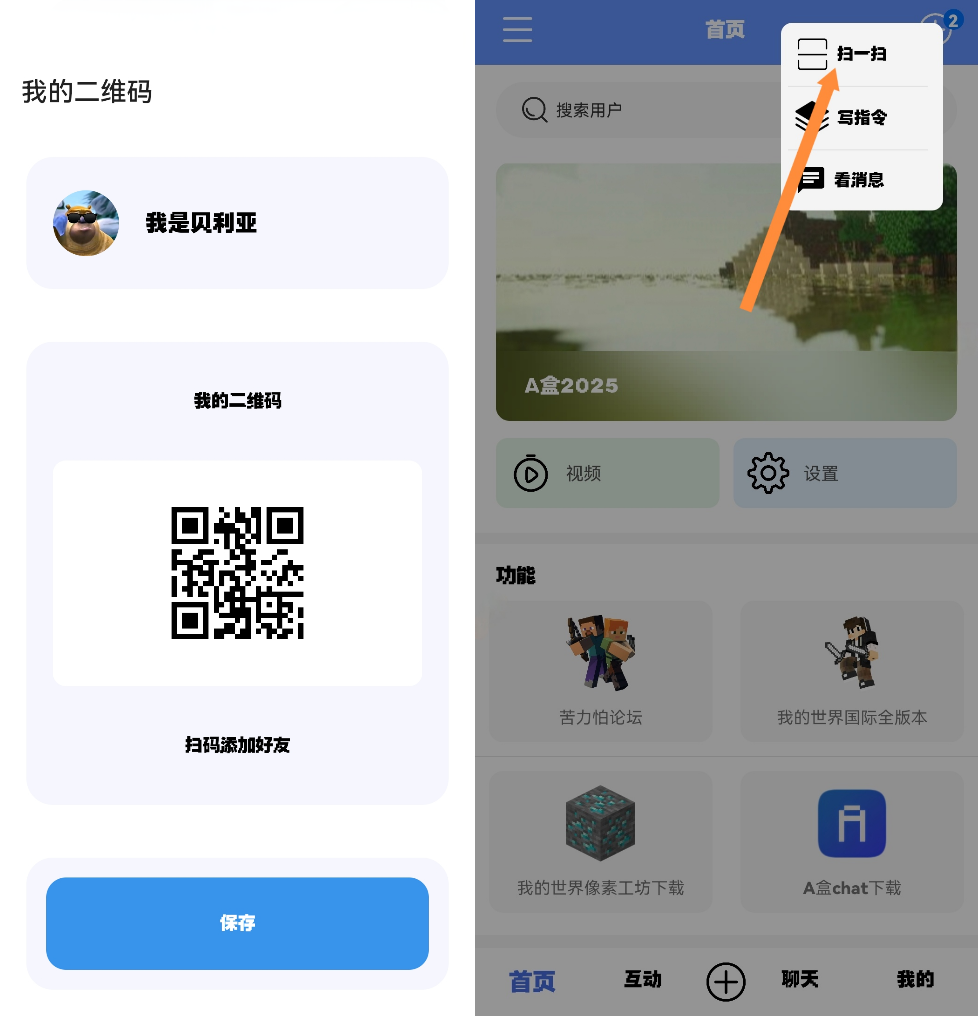 我的二维码
我是贝利亚
我的二维码
扫码添加好友
保存
首页
2
扫一扫
写指令
看消息
搜索用户
A盒2025
视频
设置
功能
苦力怕论坛
我的世界国际全版本
我的世界像素工坊下载
A盒chat下载
首页
互动
聊天
我的